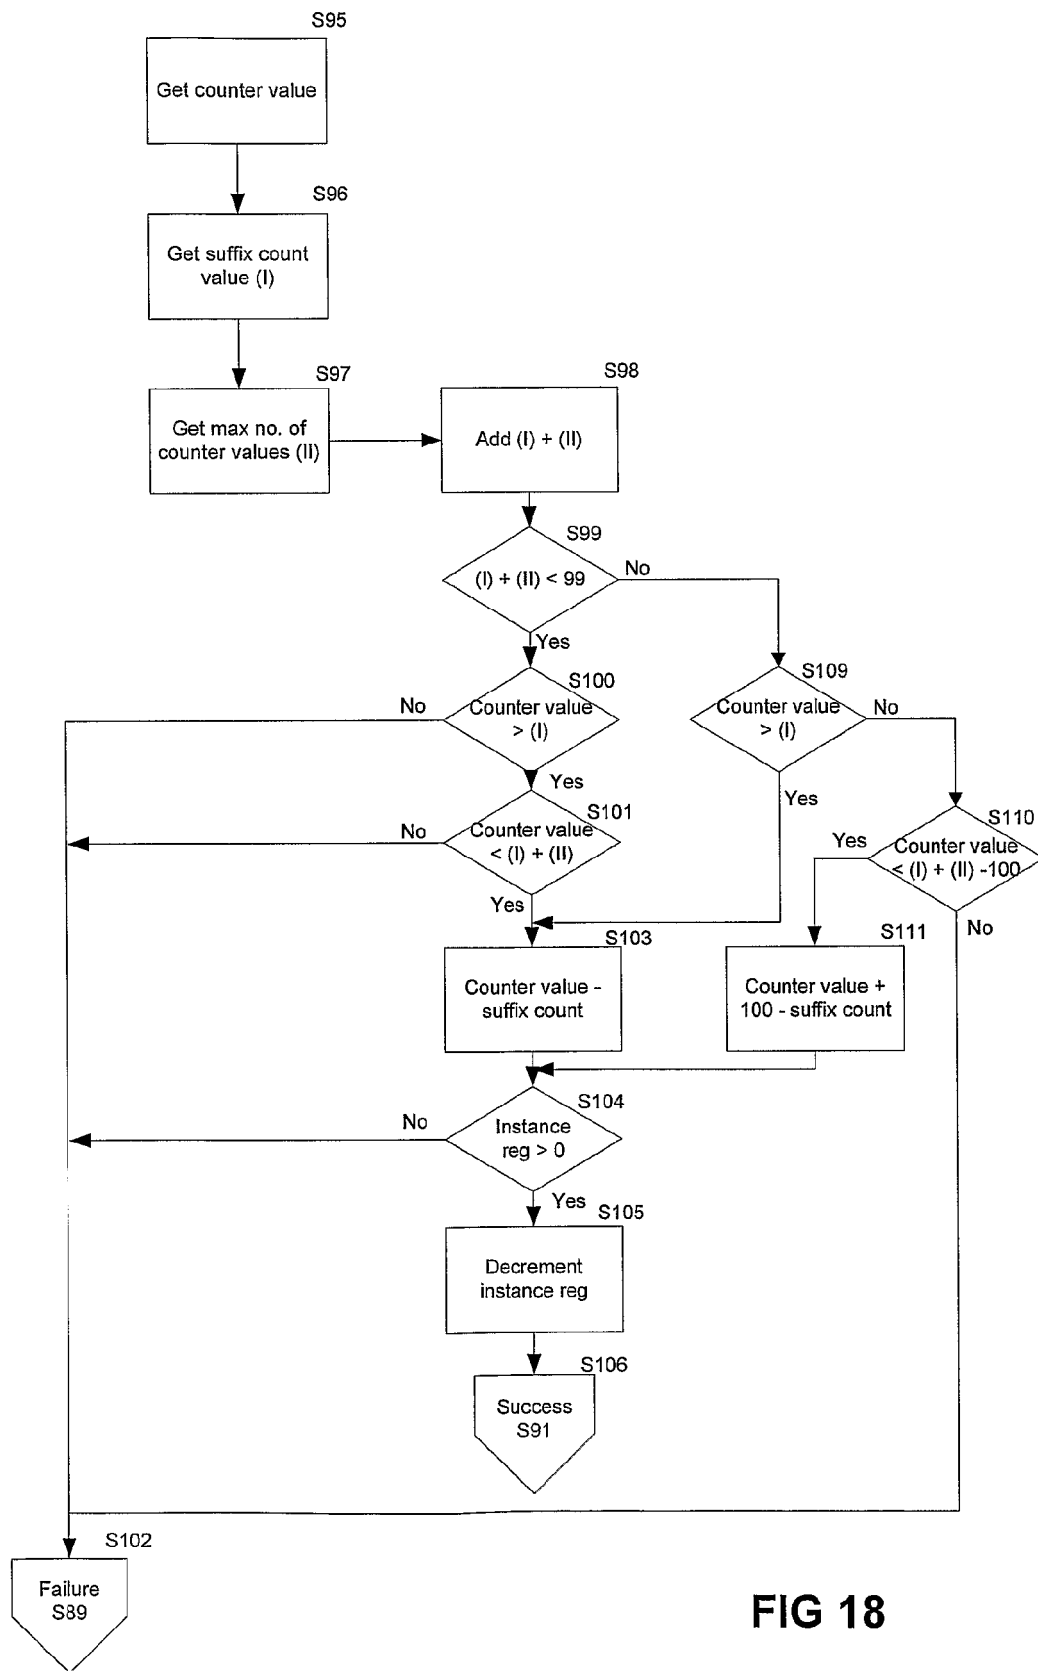 S95
Get counter value
S96
Get suffix count
value (I)
S97
Get max no. of
counter values (II)
S98
Add (I) + (II)
S99
(I) + (II) < 99
No
Yes
S100
Counter value
> (I)
No
Yes
S109
Counter value
> (I)
No
Yes
S101
Counter value
< (I) + (II)
No
Yes
S110
Counter value
< (I) + (II) -100
Yes
No
S103
Counter value -
suffix count
S111
Counter value +
100 - suffix count
S104
Instance
reg > 0
No
Yes
S105
Decrement
instance reg
S106
Success
S91
S102
Failure
S89
FIG 18